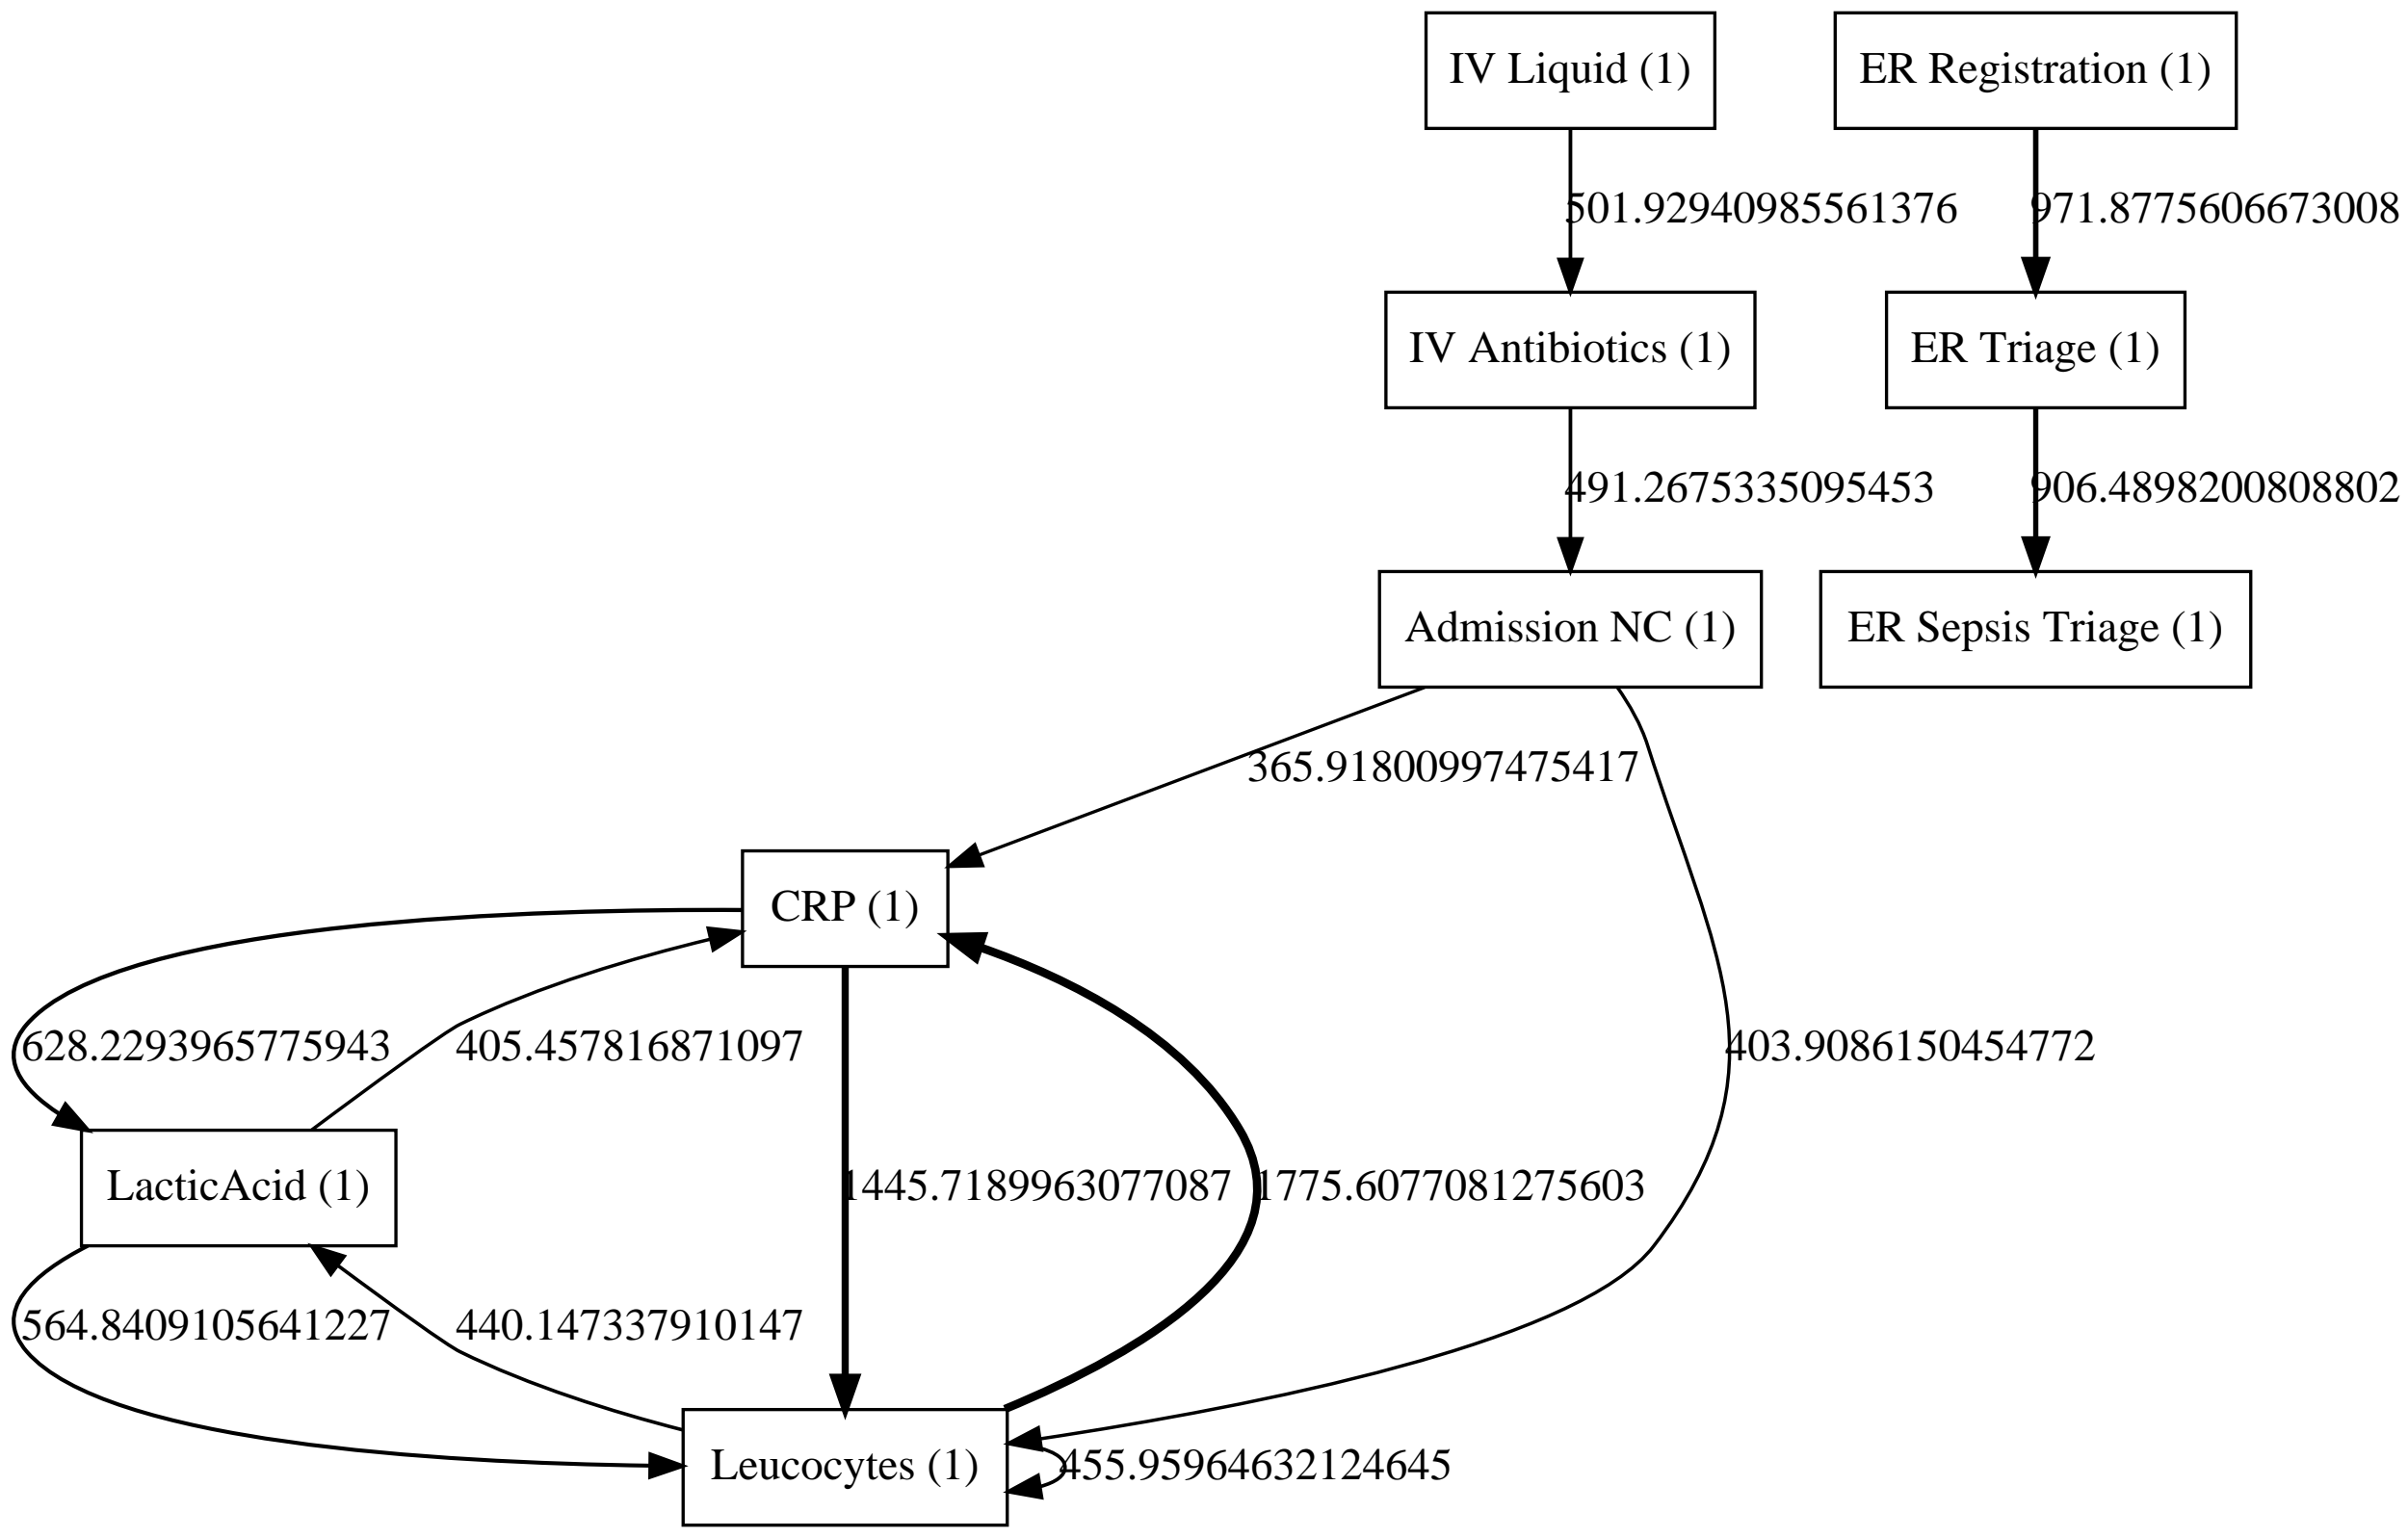 IV Liquid (1)
ER Registration (1)
501.92940985561376
971.8775606673008
IV Antibiotics (1)
ER Triage (1)
491.2675335095453
906.4898200808802
Admission NC (1)
ER Sepsis Triage (1)
365.91800997475417
CRP (1)
628.2293965775943
405.457816871097
403.9086150454772
LacticAcid (1)
1445.7189963077087
1775.6077081275603
564.8409105641227
440.147337910147
Leucocytes (1)
455.95964632124645